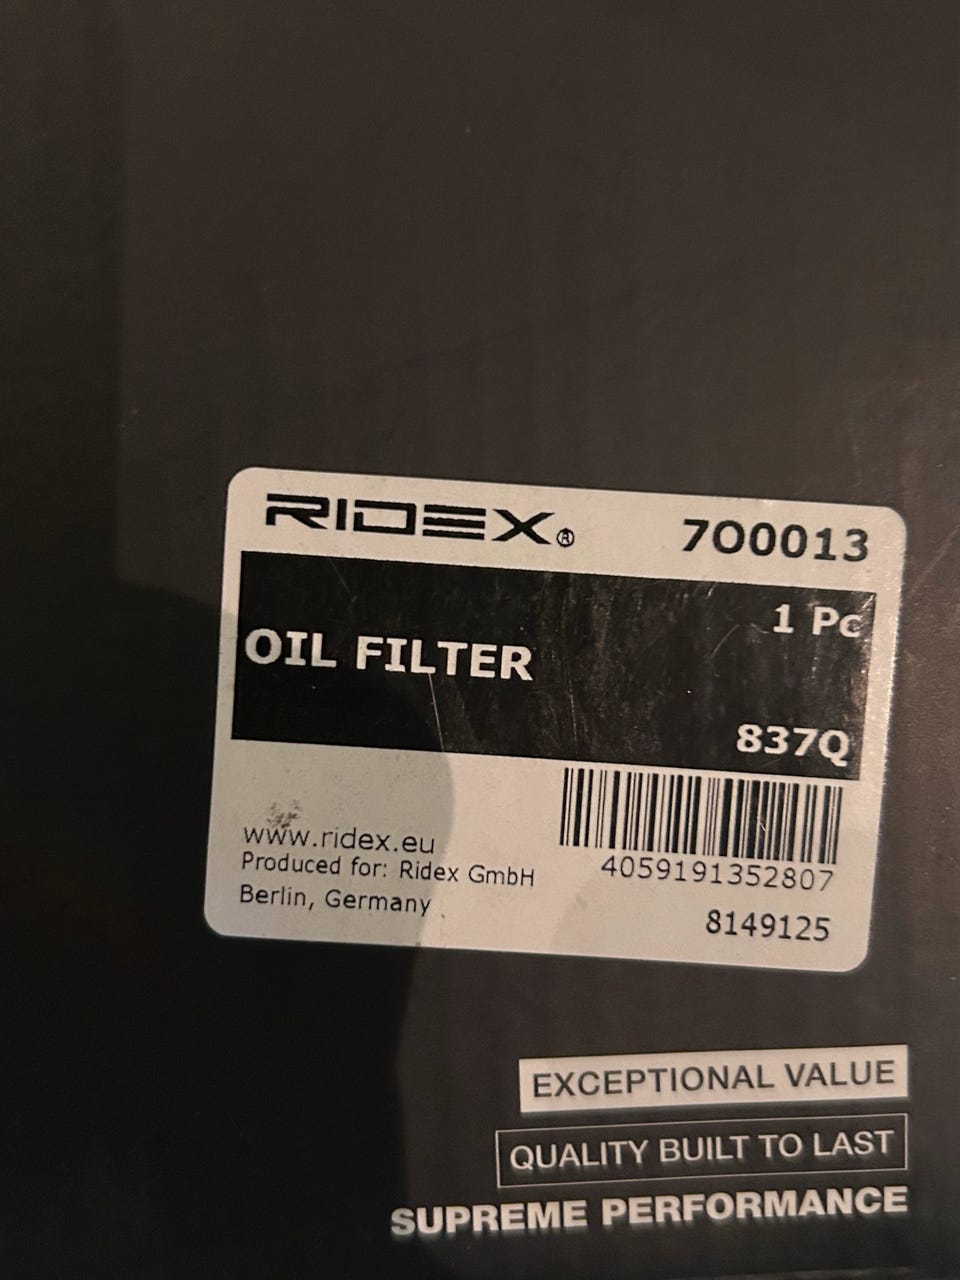 RIDEX®
7O0013
1 Pc
OIL FILTER
837Q
www.ridex.eu
Produced for: Ridex GmbH
Berlin, Germany
4059191352807
8149125
EXCEPTIONAL VALUE
QUALITY BUILT TO LAST
SUPREME PERFORMANCE